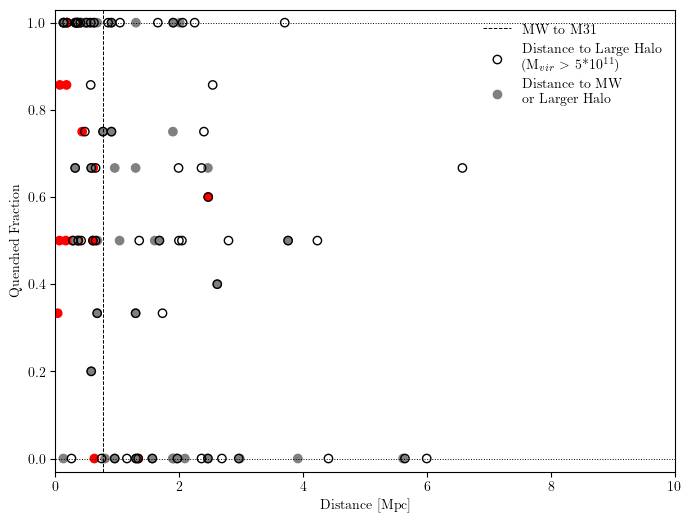 MW to M31
Distance to Large Halo
(M_vir > 5*10^11)
Distance to MW
or Larger Halo
1.0
0.8
0.6
0.4
0.2
0.0
Quenched Fraction
0 2 4 6 8 10
Distance [Mpc]